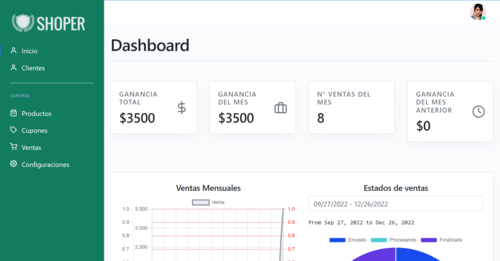 SHOPER
Inicio
Clientes
CONTROL
Productos
Cupones
Ventas
Configuraciones
Dashboard
GANANCIA
TOTAL
$3500
GANANCIA
DEL MES
$3500
N° VENTAS DEL
MES
8
GANANCIA
DEL MES
ANTERIOR
$0
Ventas Mensuales
Venta
1.0 3,500 1.0
0.9 0.9
3,000
0.8 0.8
0.7 2,500 0.7
Estados de ventas
09/27/2022 - 12/26/2022
From Sep 27, 2022 to Dec 26, 2022
Enviado Procesando Finalizado